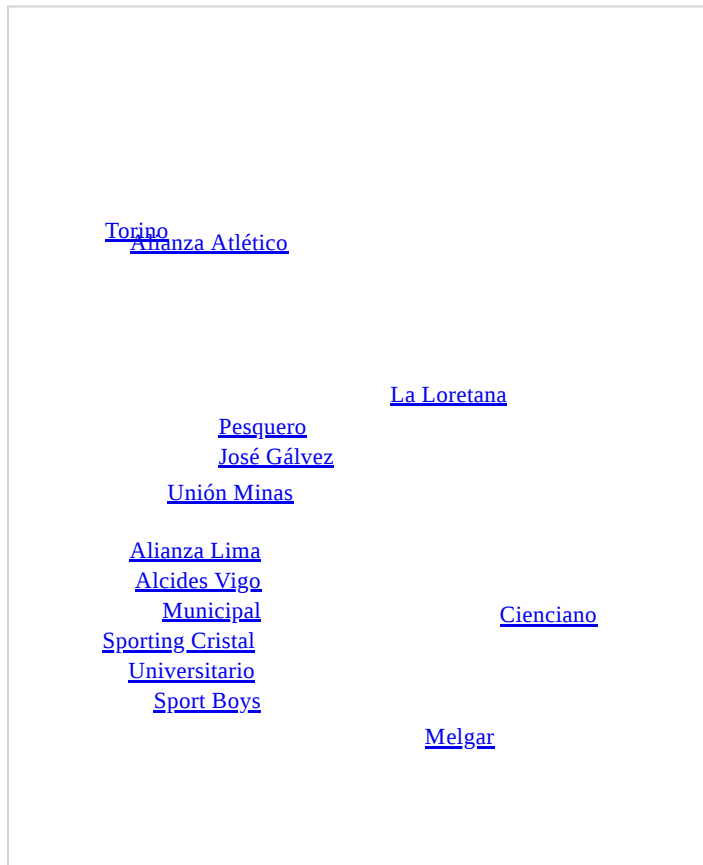 Torino
Alianza Atlético
La Loretana
Pesquero
José Gálvez
Unión Minas
Alianza Lima
Alcides Vigo
Municipal
Cienciano
Sporting Cristal
Universitario
Sport Boys
Melgar